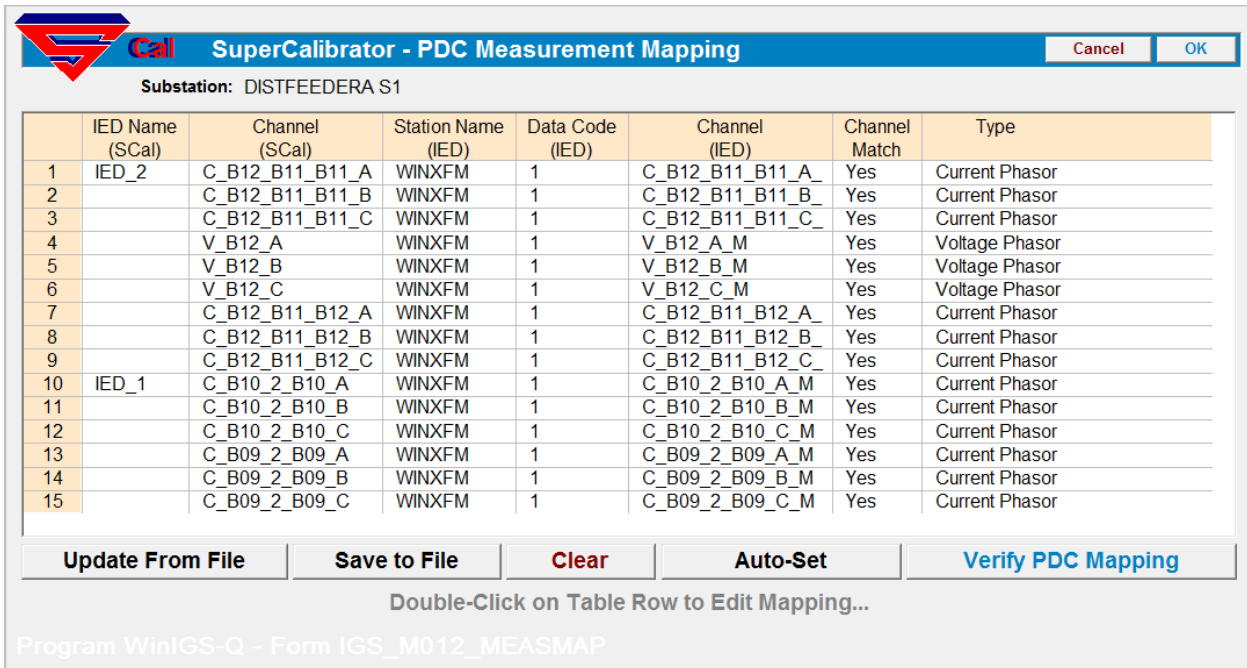 Cal SuperCalibrator - PDC Measurement Mapping Cancel OK
Substation: DISTFEEDERA S1
IED Name Channel Station Name Data Code Channel Channel Type
(SCal) (SCal) (IED) (IED) (IED) Match
1 IED_2 C_B12_B11_B11_A WINXFM 1 C_B12_B11_B11_A_ Yes Current Phasor
2 C_B12_B11_B11_B WINXFM 1 C_B12_B11_B11_B_ Yes Current Phasor
3 C_B12_B11_B11_C WINXFM 1 C_B12_B11_B11_C_ Yes Current Phasor
4 V_B12_A WINXFM 1 V_B12_A_M Yes Voltage Phasor
5 V_B12_B WINXFM 1 V_B12_B_M Yes Voltage Phasor
6 V_B12_C WINXFM 1 V_B12_C_M Yes Voltage Phasor
7 C_B12_B11_B12_A WINXFM 1 C_B12_B11_B12_A_ Yes Current Phasor
8 C_B12_B11_B12_B WINXFM 1 C_B12_B11_B12_B_ Yes Current Phasor
9 C_B12_B11_B12_C WINXFM 1 C_B12_B11_B12_C_ Yes Current Phasor
10 IED_1 C_B10_2_B10_A WINXFM 1 C_B10_2_B10_A_M Yes Current Phasor
11 C_B10_2_B10_B WINXFM 1 C_B10_2_B10_B_M Yes Current Phasor
12 C_B10_2_B10_C WINXFM 1 C_B10_2_B10_C_M Yes Current Phasor
13 C_B09_2_B09_A WINXFM 1 C_B09_2_B09_A_M Yes Current Phasor
14 C_B09_2_B09_B WINXFM 1 C_B09_2_B09_B_M Yes Current Phasor
15 C_B09_2_B09_C WINXFM 1 C_B09_2_B09_C_M Yes Current Phasor
Update From File Save to File Clear Auto-Set Verify PDC Mapping
Double-Click on Table Row to Edit Mapping...
Program WinIGS-Q - Form IGS_M012_MEASMAP